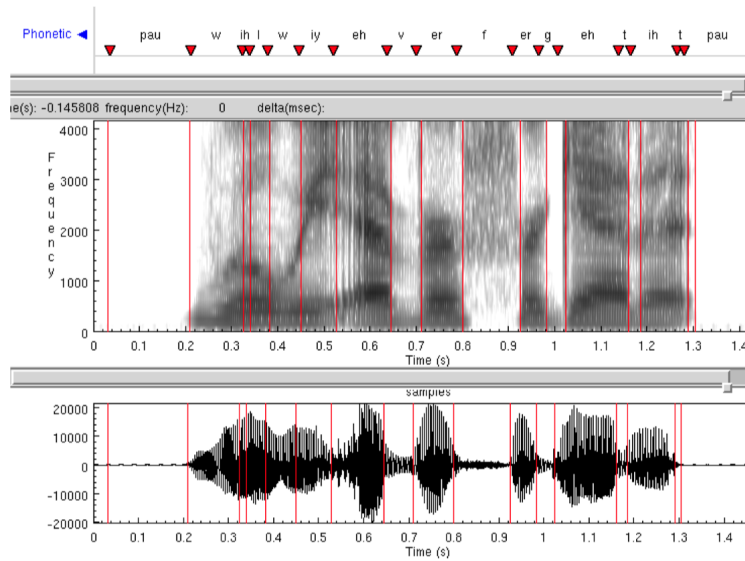 Phonetic pau w ih l w iy eh v er f er g eh t ih t pau
e(s): -0.145808 frequency(Hz): 0 delta(msec):
Frequency
4000
3000
2000
1000
0
0 0.1 0.2 0.3 0.4 0.5 0.6 0.7 0.8 0.9 1 1.1 1.2 1.3 1.4
Time (s)
samples
20000
10000
0
-10000
-20000
0 0.1 0.2 0.3 0.4 0.5 0.6 0.7 0.8 0.9 1 1.1 1.2 1.3 1.4
Time (s)